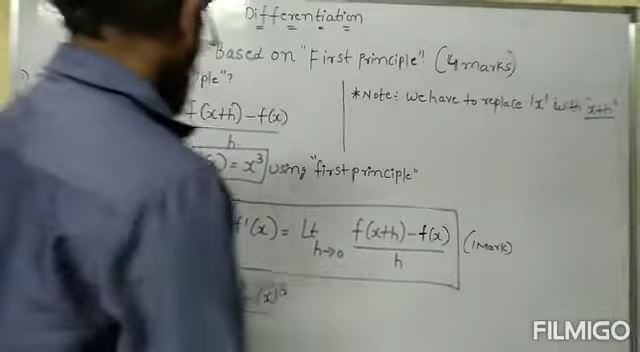 Differentiation
based on "First principle"! (4 marks)
ple"?
*Note: we have to replace 'x' with "x+h"
f(x+h) - f(x)
h
) = x³ using "first principle"
f'(x) = Lt h→0 f(x+h) - f(x) / h (1 Mark)
(x)³
FILMIGO